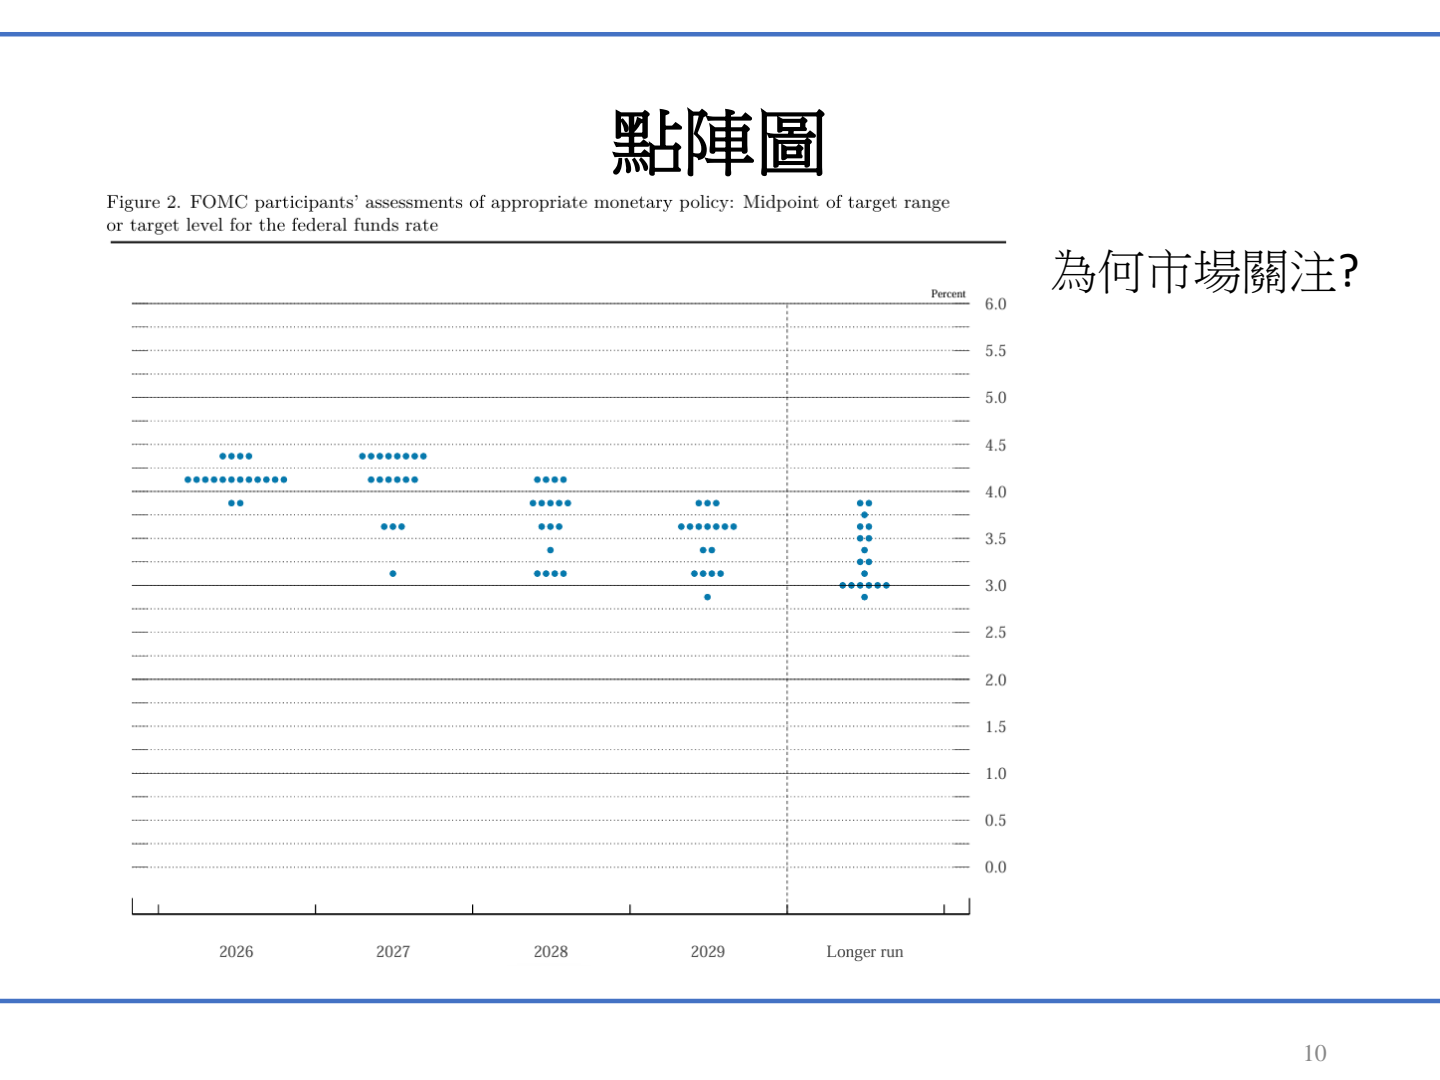 點陣圖
Figure 2. FOMC participants’ assessments of appropriate monetary policy: Midpoint of target range
or target level for the federal funds rate
為何市場關注?
Percent
6.0
5.5
5.0
4.5
4.0
3.5
3.0
2.5
2.0
1.5
1.0
0.5
0.0
2026 2027 2028 2029 Longer run
10